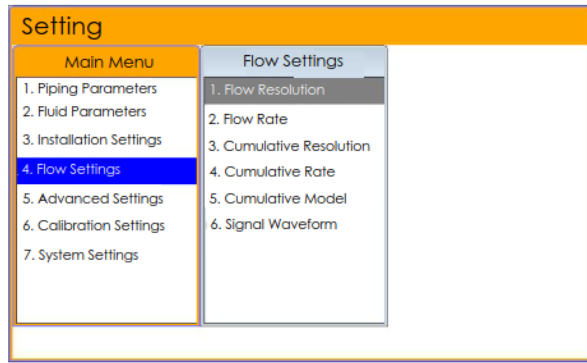 Setting
Main Menu
1. Piping Parameters
2. Fluid Parameters
3. Installation Settings
4. Flow Settings
5. Advanced Settings
6. Calibration Settings
7. System Settings
Flow Settings
1. Flow Resolution
2. Flow Rate
3. Cumulative Resolution
4. Cumulative Rate
5. Cumulative Model
6. Signal Waveform